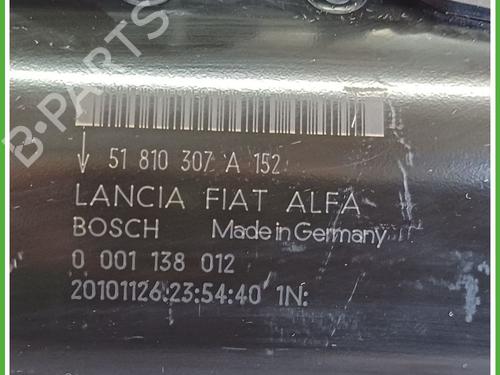 B-PARTS
51 810 307 A 152
LANCIA FIAT ALFA
BOSCH Made in Germany
0 001 138 012
20101126:23:54:40 1N: